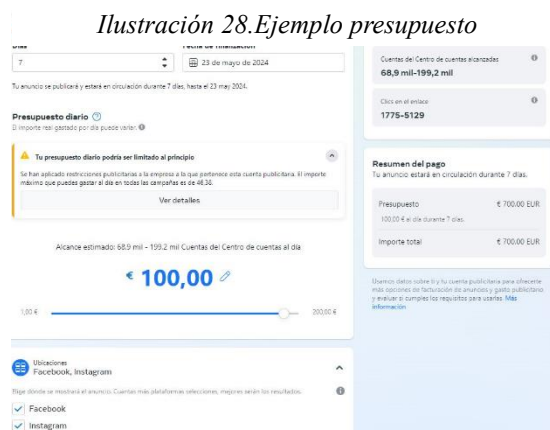 Ilustración 28.Ejemplo presupuesto
Días
Fecha de finalización
7
23 de mayo de 2024
Tu anuncio se publicará y estará en circulación durante 7 días, hasta el 23 may 2024.
Presupuesto diario
El importe real gastado por día puede variar.
Tu presupuesto diario podría ser limitado al principio
Se han aplicado restricciones publicitarias a la empresa a la que pertenece esta cuenta publicitaria. El importe
máximo que puedes gastar al día en todas las campañas es de 46.38.
Ver detalles
Alcance estimado: 68.9 mil - 199.2 mil Cuentas del Centro de cuentas al día
€ 100,00
1,00 €
200,00 €
Ubicaciones
Facebook, Instagram
Elige dónde se mostrará el anuncio. Cuantas más plataformas selecciones, mejores serán los resultados.
Facebook
Instagram
Cuentas del Centro de cuentas alcanzadas
68,9 mil-199,2 mil
Clics en el enlace
1775-5129
Resumen del pago
Tu anuncio estará en circulación durante 7 días.
Presupuesto
€ 700.00 EUR
100,00 € al día durante 7 días.
Importe total
€ 700.00 EUR
Usamos datos sobre ti y tu cuenta publicitaria para ofrecerte
más opciones de facturación de anuncios y gasto publicitario
y evaluar si cumples los requisitos para usarlas. Más
información